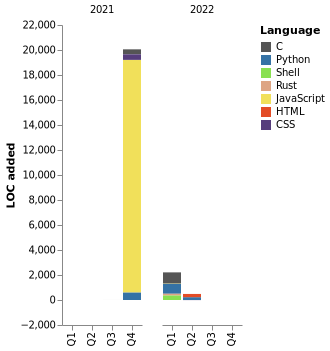 2021
2022
Language
C
Python
Shell
Rust
JavaScript
HTML
CSS
LOC added
22,000
20,000
18,000
16,000
14,000
12,000
10,000
8,000
6,000
4,000
2,000
0
−2,000
Q1
Q2
Q3
Q4
Q1
Q2
Q3
Q4